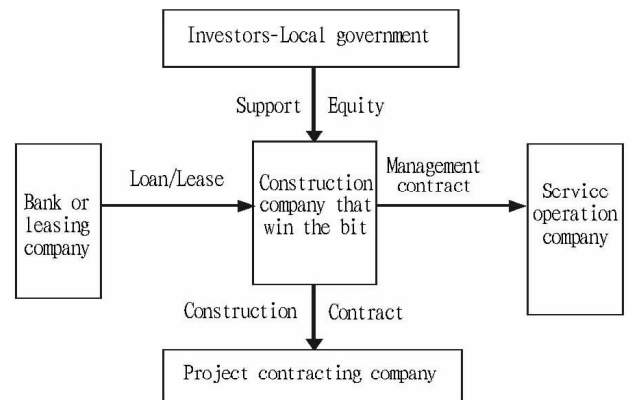 Investors-Local government
Support Equity
Bank or
leasing
company
Loan/Lease
Construction
company that
win the bit
Management
contract
Service
operation
company
Construction Contract
Project contracting company